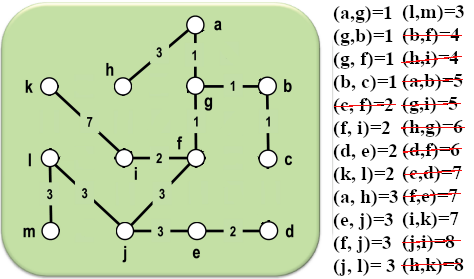 a
3
1
h
k
g
1
b
7
1
1
f
l
i
2
c
3
3
3
m
j
3
e
2
d
(a,g)=1 (l,m)=3
(g,b)=1 (b,f)=4
(g, f)=1 (h,i)=4
(b, c)=1 (a,b)=5
(c, f)=2 (g,i)=5
(f, i)=2 (h,g)=6
(d, e)=2 (d,f)=6
(k, l)=2 (c,d)=7
(a, h)=3 (f,e)=7
(e, j)=3 (i,k)=7
(f, j)=3 (j,i)=8
(j, l)= 3 (h,k)=8